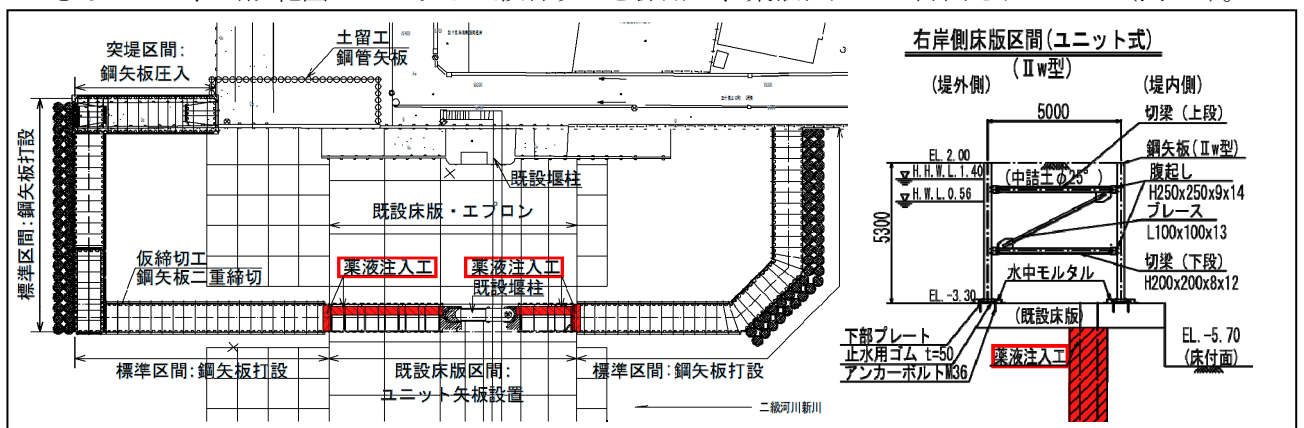 突堤区間:
鋼矢板圧入
土留工
鋼管矢板
標準区間:鋼矢板打設
既設堰柱
既設床版・エプロン
仮締切工
鋼矢板二重締切
薬液注入工
薬液注入工
既設堰柱
標準区間:鋼矢板打設
既設床版区間:
ユニット矢板設置
標準区間:鋼矢板打設
二級河川新川
右岸側床版区間(ユニット式)
(Ⅱw型)
(堤外側)
(堤内側)
5000
切梁(上段)
EL.2.00
鋼矢板(Ⅱw型)
H.H.W.L.1.40
(中詰土φ25°)
腹起し
H250x250x9x14
H.W.L.0.56
ブレース
L100x100x13
5300
切梁(下段)
H200x200x8x12
水中モルタル
EL.-3.30
(既設床版)
下部プレート
止水用ゴム t=50
アンカーボルトM36
薬液注入工
EL.-5.70
(床付面)